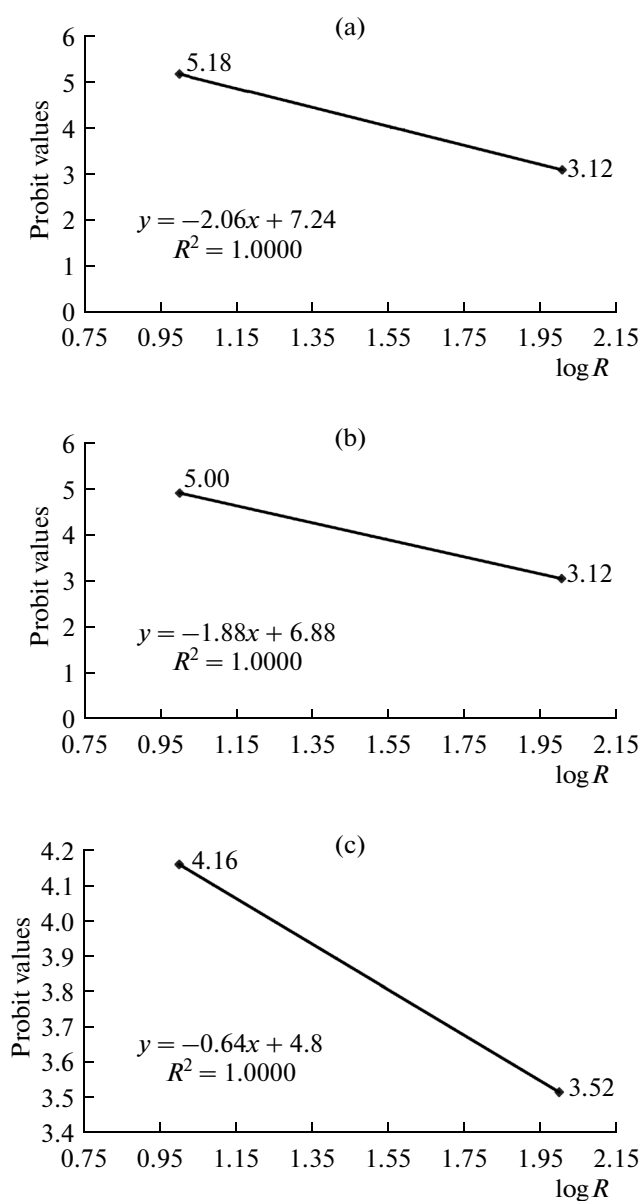 (a)
6
5
4
3
2
1
0
Probit values
5.18
3.12
y = −2.06x + 7.24
R² = 1.0000
0.75 0.95 1.15 1.35 1.55 1.75 1.95 2.15
log R
(b)
6
5
4
3
2
1
0
Probit values
5.00
3.12
y = −1.88x + 6.88
R² = 1.0000
0.75 0.95 1.15 1.35 1.55 1.75 1.95 2.15
log R
(c)
4.2
4.1
4.0
3.9
3.8
3.7
3.6
3.5
3.4
Probit values
4.16
3.52
y = −0.64x + 4.8
R² = 1.0000
0.75 0.95 1.15 1.35 1.55 1.75 1.95 2.15
log R